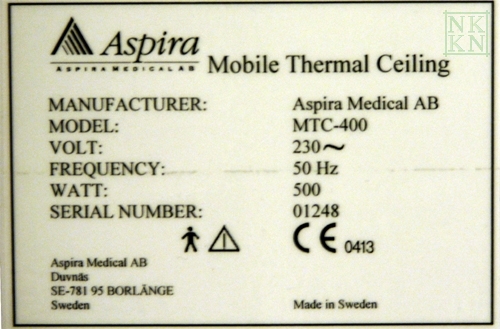 NK
KN
Aspira
ASPIRA MEDICAL AB
Mobile Thermal Ceiling
MANUFACTURER: Aspira Medical AB
MODEL: MTC-400
VOLT: 230~
FREQUENCY: 50 Hz
WATT: 500
SERIAL NUMBER: 01248
CE 0413
Aspira Medical AB
Duvnäs
SE-781 95 BORLÄNGE
Sweden
Made in Sweden